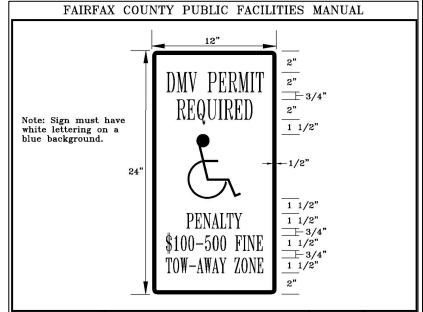 FAIRFAX COUNTY PUBLIC FACILITIES MANUAL
12"
DMV PERMIT
REQUIRED
Note: Sign must have
white lettering on a
blue background.
24"
PENALTY
$100-500 FINE
TOW-AWAY ZONE
2"
2"
3/4"
2"
1 1/2"
1/2"
1 1/2"
1 1/2"
3/4"
1 1/2"
3/4"
1 1/2"
2"